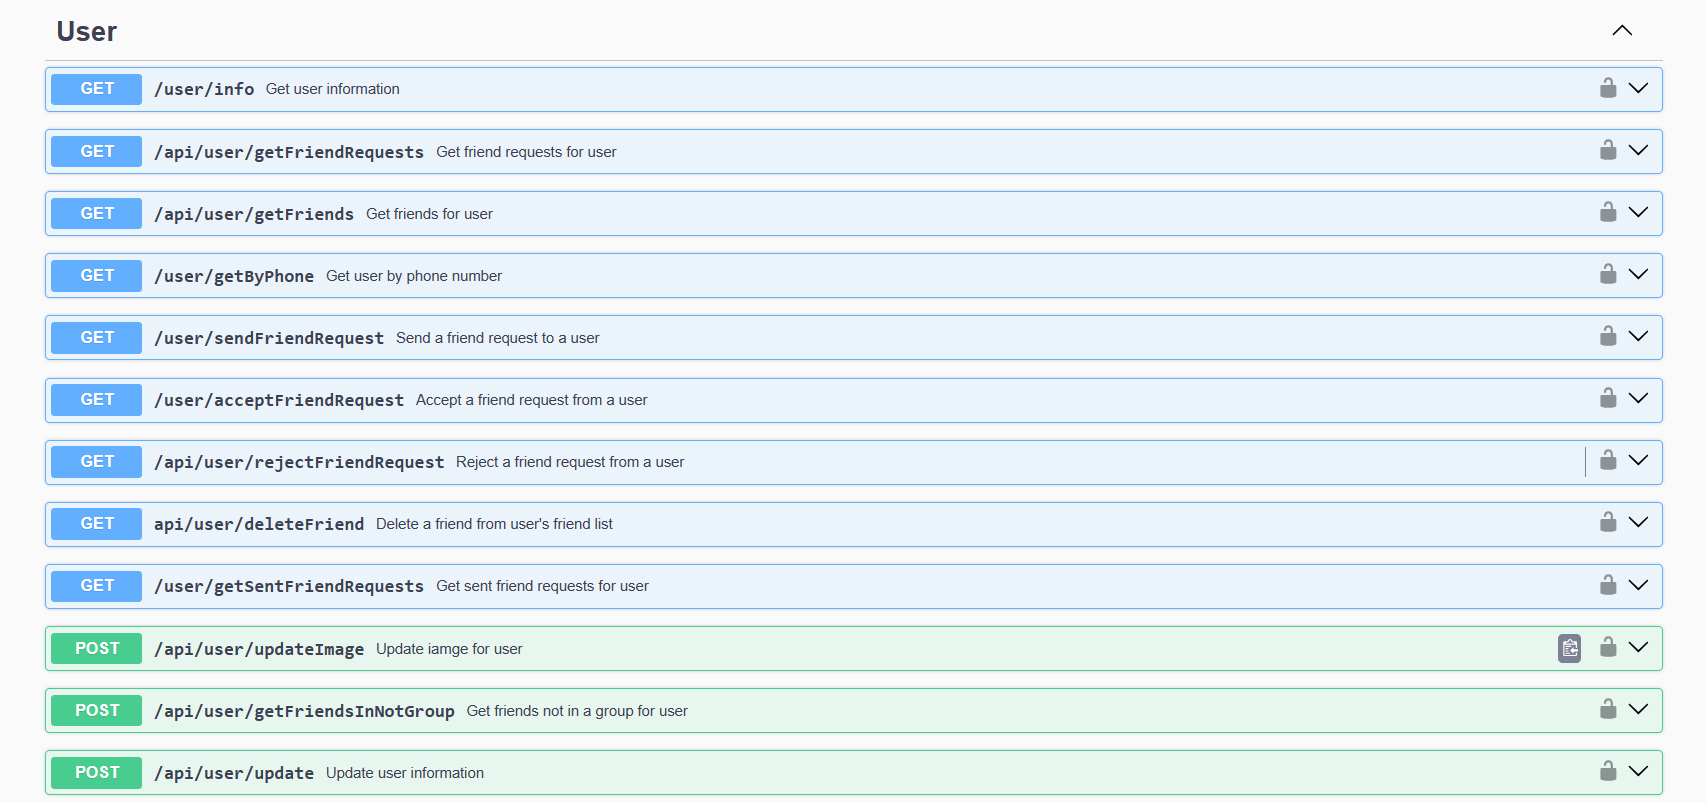 User
GET /user/info Get user information
GET /api/user/getFriendRequests Get friend requests for user
GET /api/user/getFriends Get friends for user
GET /user/getByPhone Get user by phone number
GET /user/sendFriendRequest Send a friend request to a user
GET /user/acceptFriendRequest Accept a friend request from a user
GET /api/user/rejectFriendRequest Reject a friend request from a user
GET api/user/deleteFriend Delete a friend from user's friend list
GET /user/getSentFriendRequests Get sent friend requests for user
POST /api/user/updateImage Update iamge for user
POST /api/user/getFriendsInNotGroup Get friends not in a group for user
POST /api/user/update Update user information